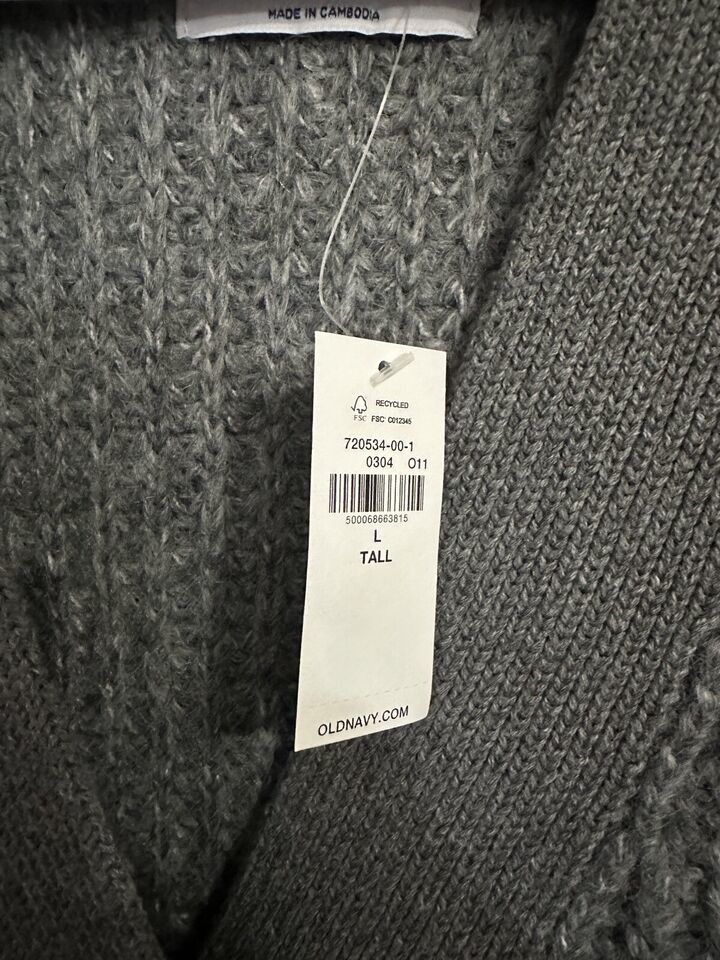 MADE IN CAMBODIA
RECYCLED
FSC FSC® C012345
720534-00-1
0304 O11
500068663815
L
TALL
OLDNAVY.COM